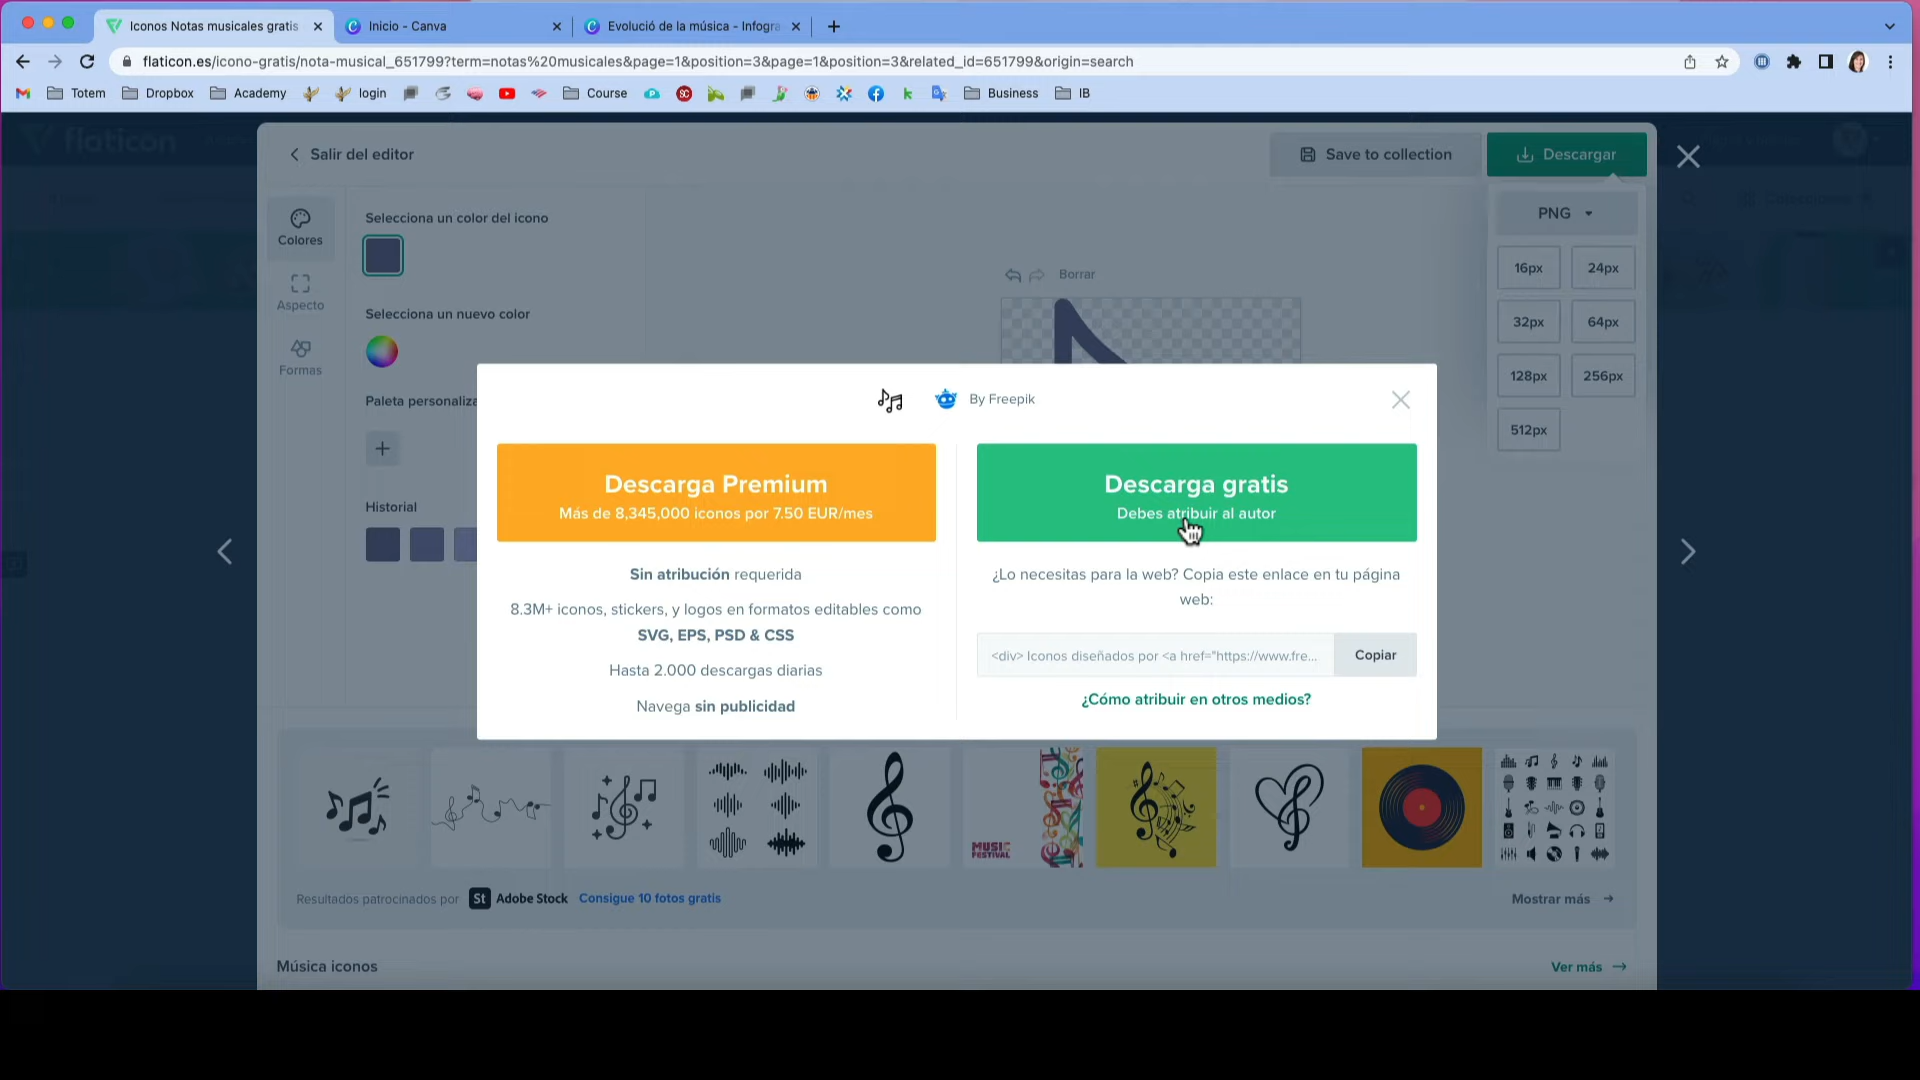 Iconos Notas musicales gratis
Inicio - Canva
Evolució de la música - Infogra
flaticon.es/icono-gratis/nota-musical_651799?term=notas%20musicales&page=1&position=3&page=1&position=3&related_id=651799&origin=search
Totem
Dropbox
Academy
login
Course
Business
IB
flaticon
Salir del editor
Save to collection
Descargar
Colores
Aspecto
Formas
Selecciona un color del icono
Selecciona un nuevo color
Paleta personaliza
Historial
Borrar
PNG
16px
24px
32px
64px
128px
256px
512px
By Freepik
Descarga Premium
Más de 8,345,000 iconos por 7.50 EUR/mes
Sin atribución requerida
8.3M+ iconos, stickers, y logos en formatos editables como
SVG, EPS, PSD & CSS
Hasta 2.000 descargas diarias
Navega sin publicidad
Descarga gratis
Debes atribuir al autor
¿Lo necesitas para la web? Copia este enlace en tu página
web:
<div> Iconos diseñados por <a href="https://www.fre...
Copiar
¿Cómo atribuir en otros medios?
MUSIC
FESTIVAL
Resultados patrocinados por
St Adobe Stock
Consigue 10 fotos gratis
Mostrar más
Música iconos
Ver más